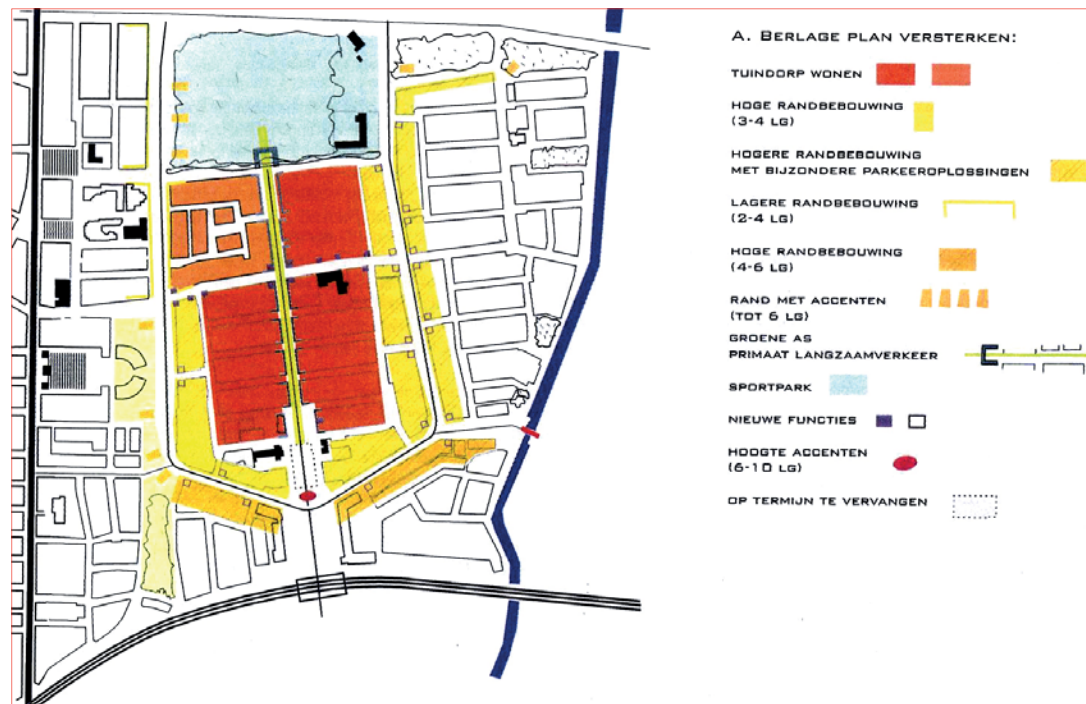 A. BERLAGE PLAN VERSTERKEN:
TUINDORP WONEN
HOGE RANDBEBOUWING
(3-4 LG)
HOGERE RANDBEBOUWING
MET BIJZONDERE PARKEEROPLOSSINGEN
LAGERE RANDBEBOUWING
(2-4 LG)
HOGE RANDBEBOUWING
(4-6 LG)
RAND MET ACCENTEN
(TOT 6 LG)
GROENE AS
PRIMAAT LANGZAAMVERKEER
SPORTPARK
NIEUWE FUNCTIES
HOOGTE ACCENTEN
(6-10 LG)
OP TERMIJN TE VERVANGEN